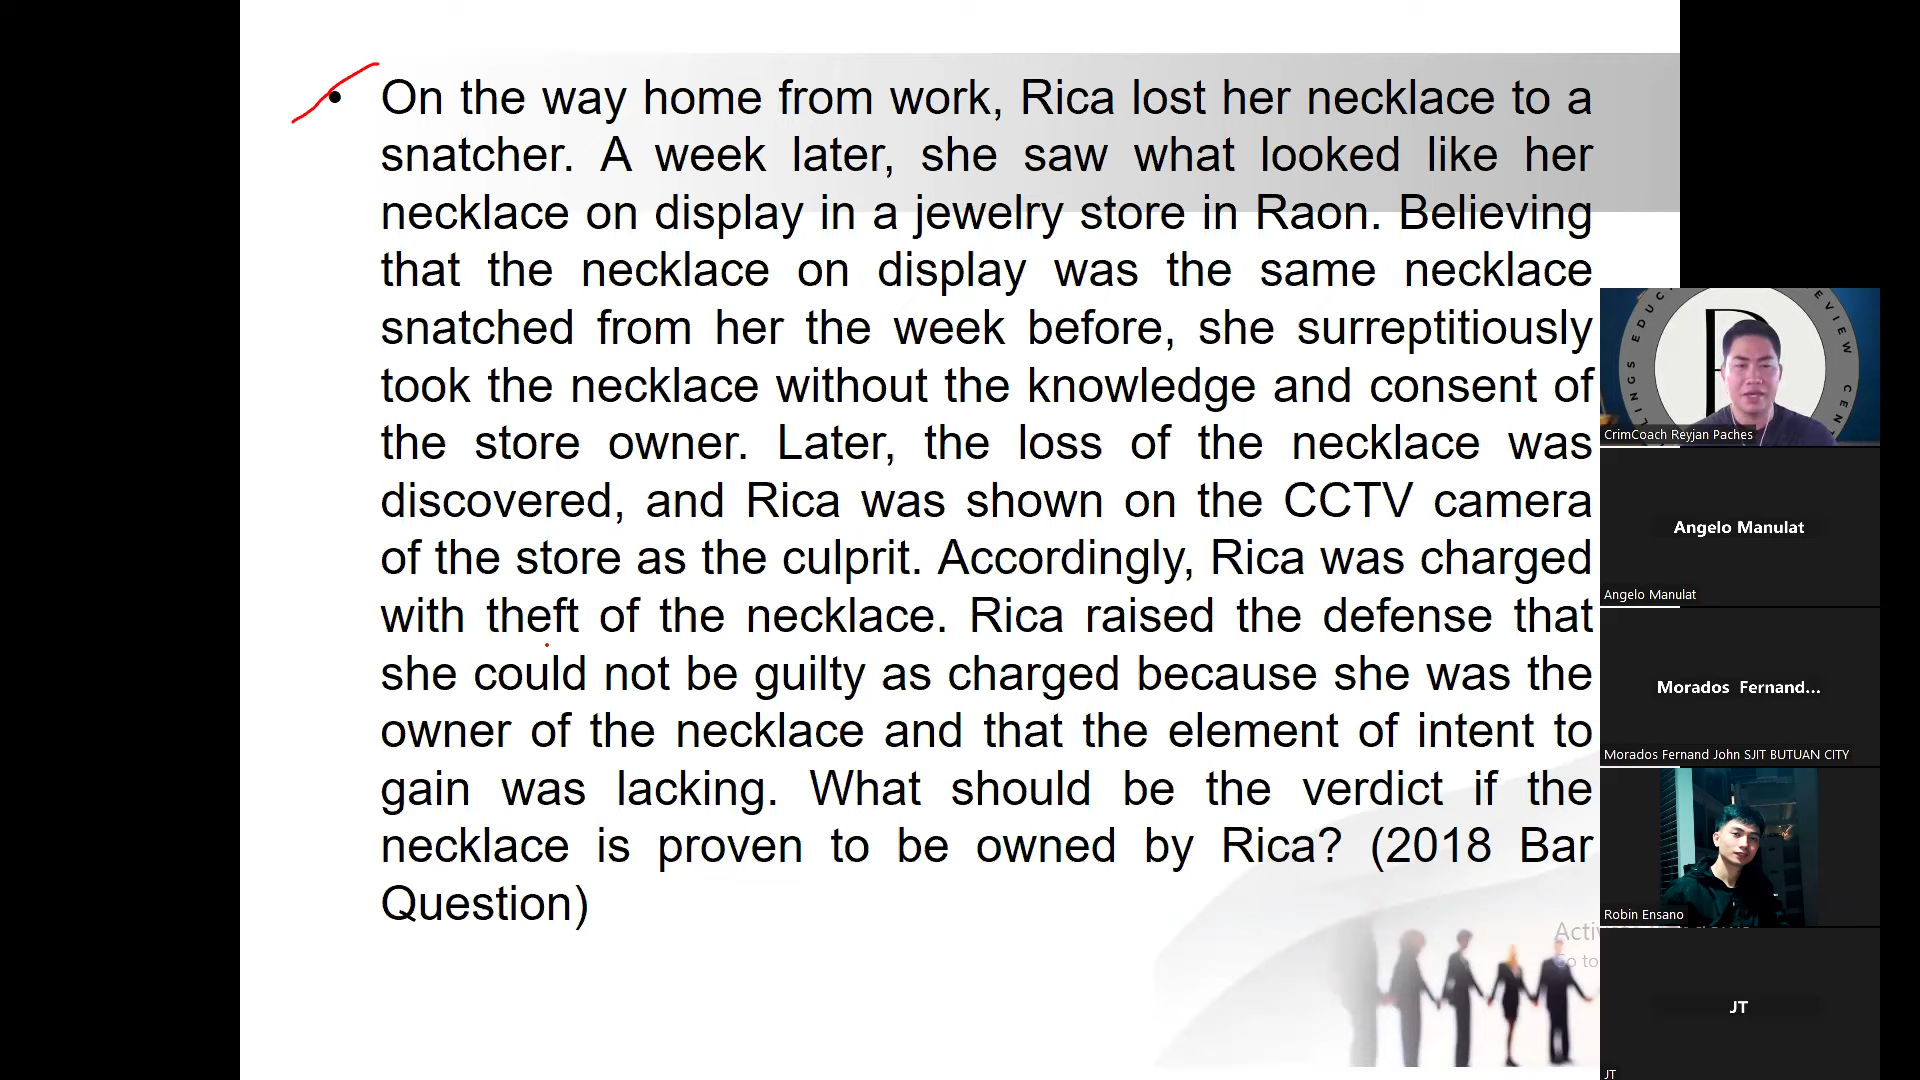 • On the way home from work, Rica lost her necklace to a
snatcher. A week later, she saw what looked like her
necklace on display in a jewelry store in Raon. Believing
that the necklace on display was the same necklace
snatched from her the week before, she surreptitiously
took the necklace without the knowledge and consent of
the store owner. Later, the loss of the necklace was
discovered, and Rica was shown on the CCTV camera
of the store as the culprit. Accordingly, Rica was charged
with theft of the necklace. Rica raised the defense that
she could not be guilty as charged because she was the
owner of the necklace and that the element of intent to
gain was lacking. What should be the verdict if the
necklace is proven to be owned by Rica? (2018 Bar
Question)
CrimCoach Reyjan Paches
Angelo Manulat
Angelo Manulat
Morados Fernand...
Morados Fernand John SJIT BUTUAN CITY
Robin Ensano
JT
JT